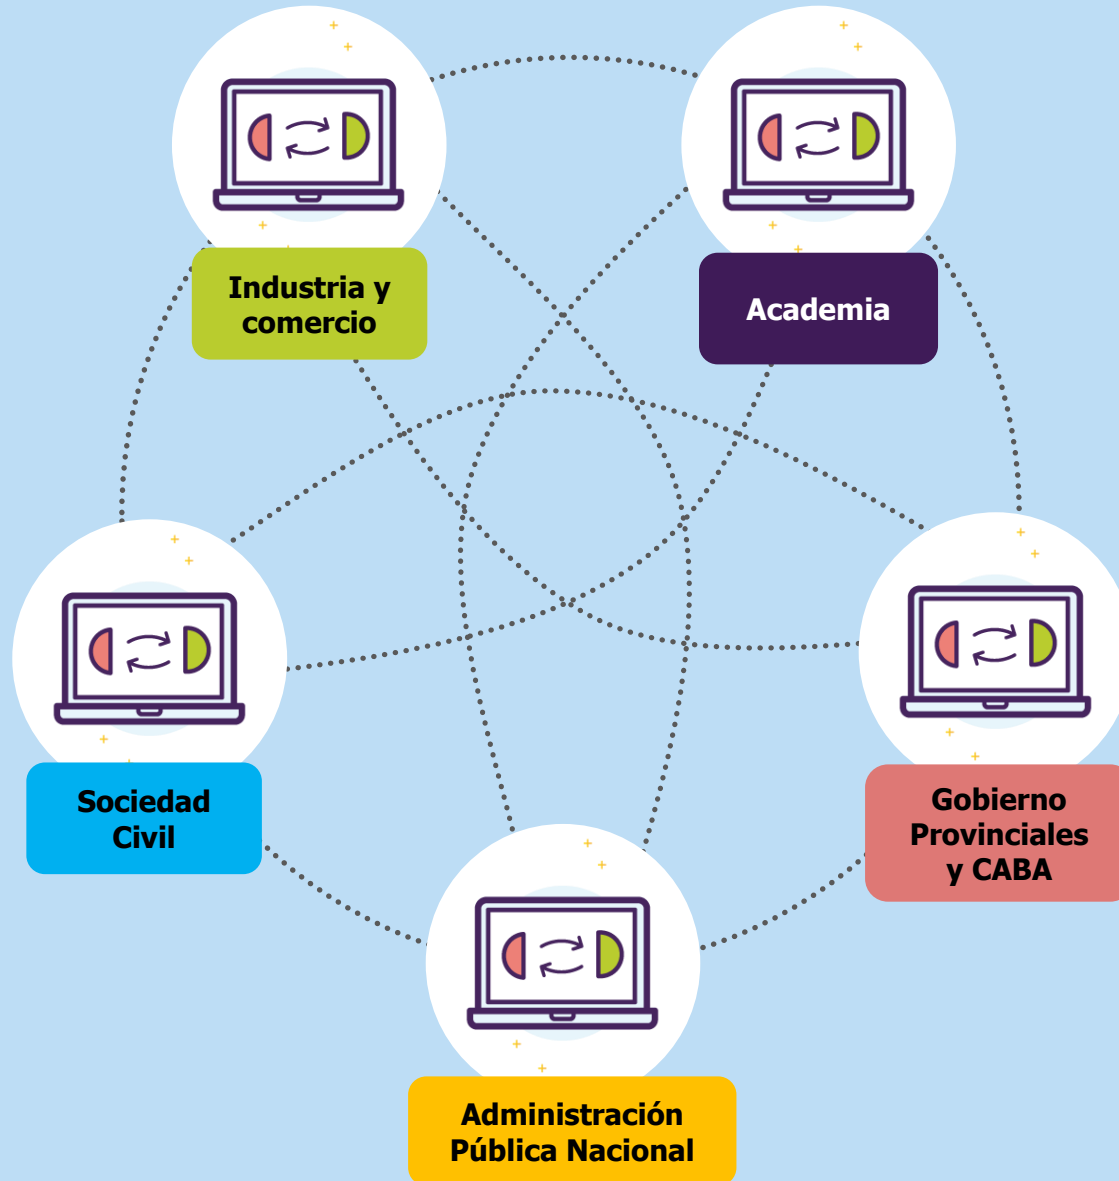 Industria y
comercio
Academia
Sociedad
Civil
Gobierno
Provinciales
y CABA
Administración
Pública Nacional